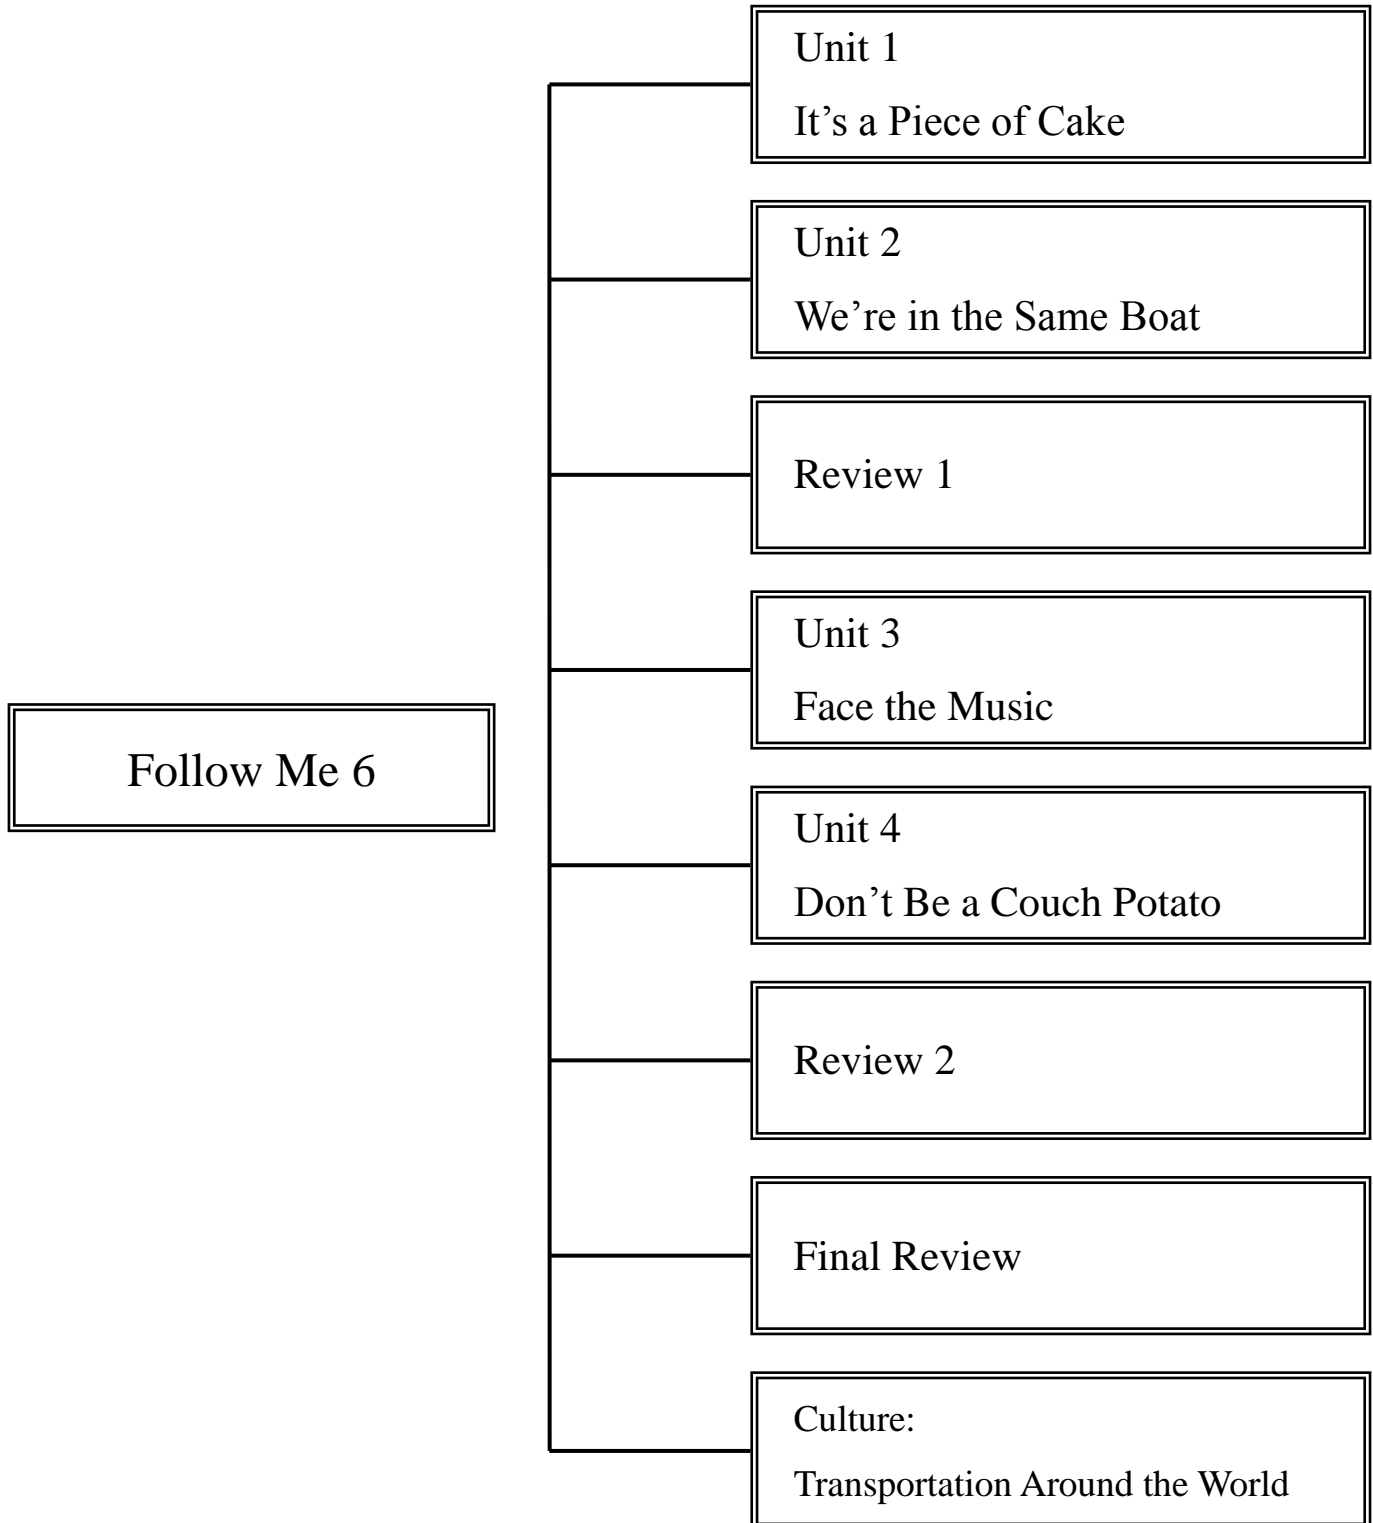 Follow Me 6
Unit 1
It’s a Piece of Cake
Unit 2
We’re in the Same Boat
Review 1
Unit 3
Face the Music
Unit 4
Don’t Be a Couch Potato
Review 2
Final Review
Culture:
Transportation Around the World